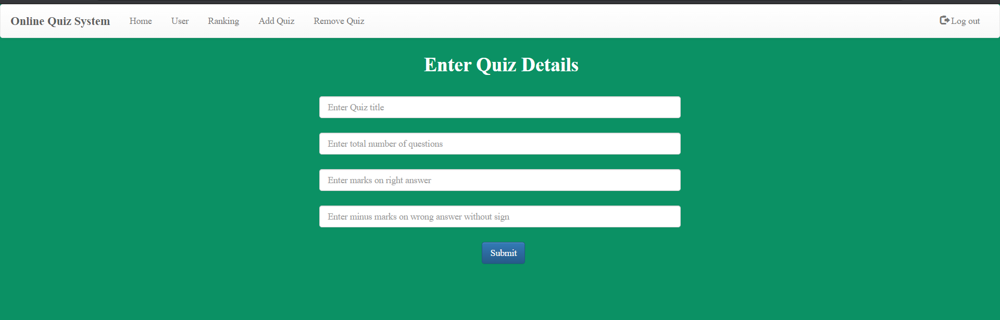 Online Quiz System Home User Ranking Add Quiz Remove Quiz Log out
Enter Quiz Details
Enter Quiz title
Enter total number of questions
Enter marks on right answer
Enter minus marks on wrong answer without sign
Submit